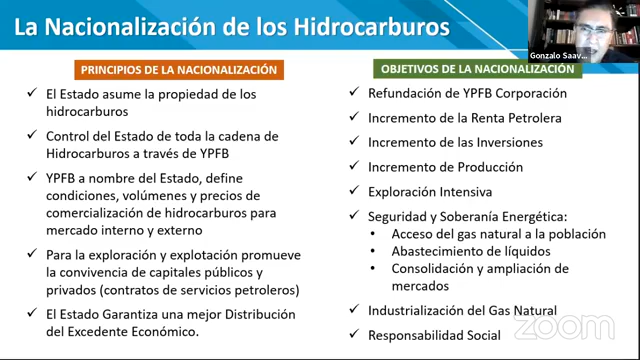 La Nacionalización de los Hidrocarburos
Gonzalo Saav...
PRINCIPIOS DE LA NACIONALIZACIÓN
El Estado asume la propiedad de los
hidrocarburos
Control del Estado de toda la cadena de
Hidrocarburos a través de YPFB
YPFB a nombre del Estado, define
condiciones, volúmenes y precios de
comercialización de hidrocarburos para
mercado interno y externo
Para la exploración y explotación promueve
la convivencia de capitales públicos y
privados (contratos de servicios petroleros)
El Estado Garantiza una mejor Distribución
del Excedente Económico.
OBJETIVOS DE LA NACIONALIZACIÓN
Refundación de YPFB Corporación
Incremento de la Renta Petrolera
Incremento de las Inversiones
Incremento de Producción
Exploración Intensiva
Seguridad y Soberanía Energética:
• Acceso del gas natural a la población
• Abastecimiento de líquidos
• Consolidación y ampliación de
mercados
Industrialización del Gas Natural
Responsabilidad Social
zoom